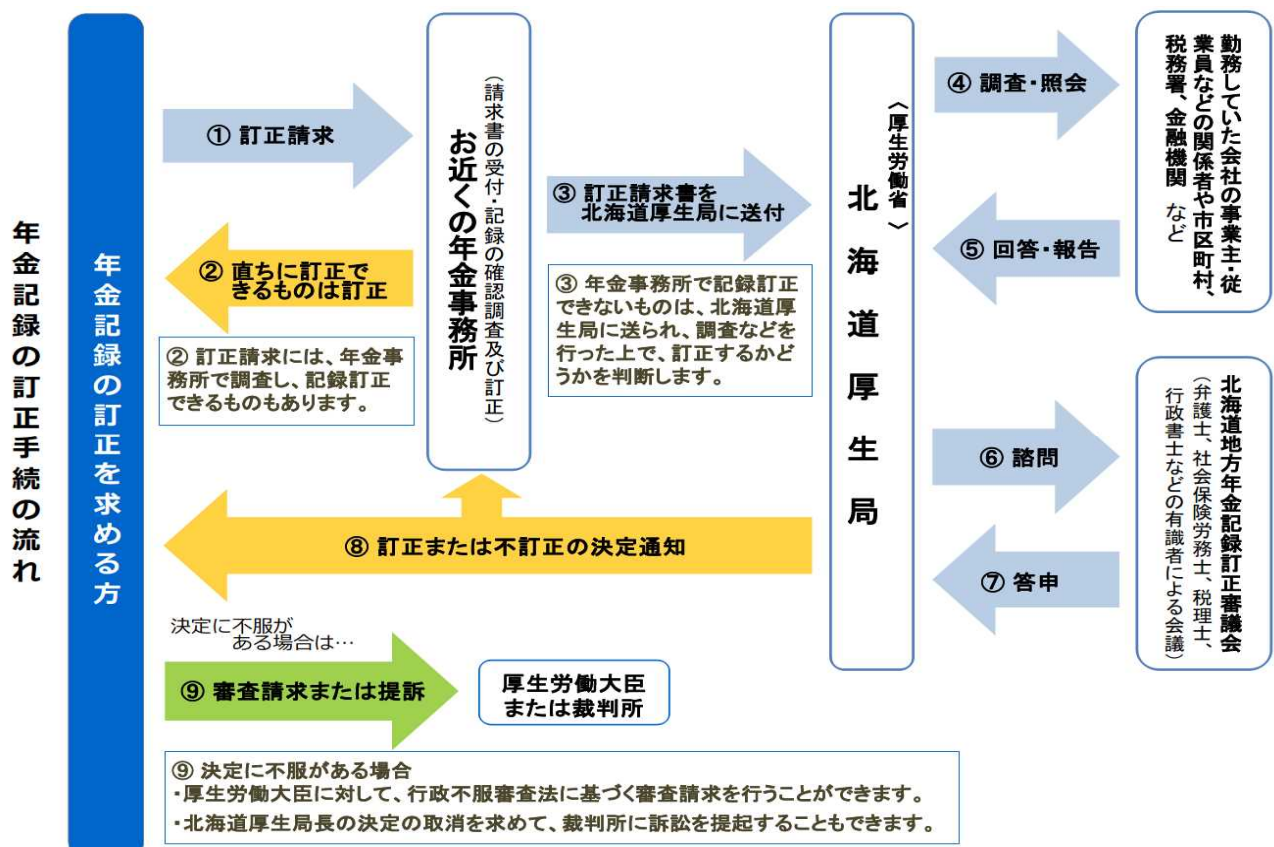 年金記録の訂正手続の流れ
年金記録の訂正を求める方
① 訂正請求
② 直ちに訂正で
きるものは訂正
② 訂正請求には、年金事
務所で調査し、記録訂正
できるものもあります。
お近くの年金事務所
（請求書の受付・記録の確認調査及び訂正）
③ 訂正請求書を
北海道厚生局に送付
③ 年金事務所で記録訂正
できないものは、北海道厚
生局に送られ、調査などを
行った上で、訂正するかど
うかを判断します。
〈厚生労働省〉
北海道厚生局
④ 調査・照会
⑤ 回答・報告
勤務していた会社の事業主・従
業員などの関係者や市区町村、
税務署、金融機関 など
⑥ 諮問
⑦ 答申
北海道地方年金記録訂正審議会
（弁護士、社会保険労務士、税理士、
行政書士などの有識者による会議）
⑧ 訂正または不訂正の決定通知
決定に不服が
ある場合は…
⑨ 審査請求または提訴
厚生労働大臣
または裁判所
⑨ 決定に不服がある場合
・厚生労働大臣に対して、行政不服審査法に基づく審査請求を行うことができます。
・北海道厚生局長の決定の取消を求めて、裁判所に訴訟を提起することもできます。